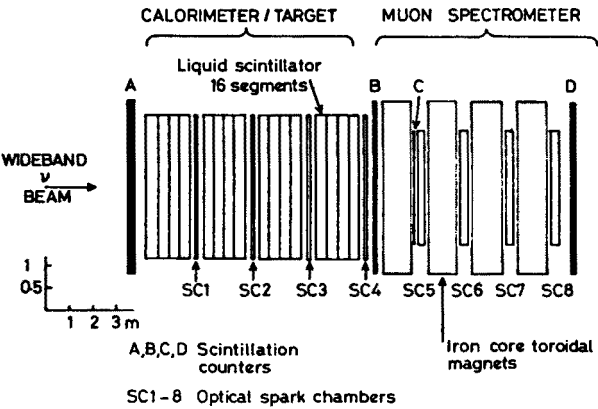 CALORIMETER / TARGET
MUON SPECTROMETER
Liquid scintillator
16 segments
A
B
C
D
WIDEBAND
ν
BEAM
SC1
SC2
SC3
SC4
SC5
SC6
SC7
SC8
1
0·5
1 2 3 m
A,B,C,D Scintillation
counters
Iron core toroidal
magnets
SC1-8 Optical spark chambers